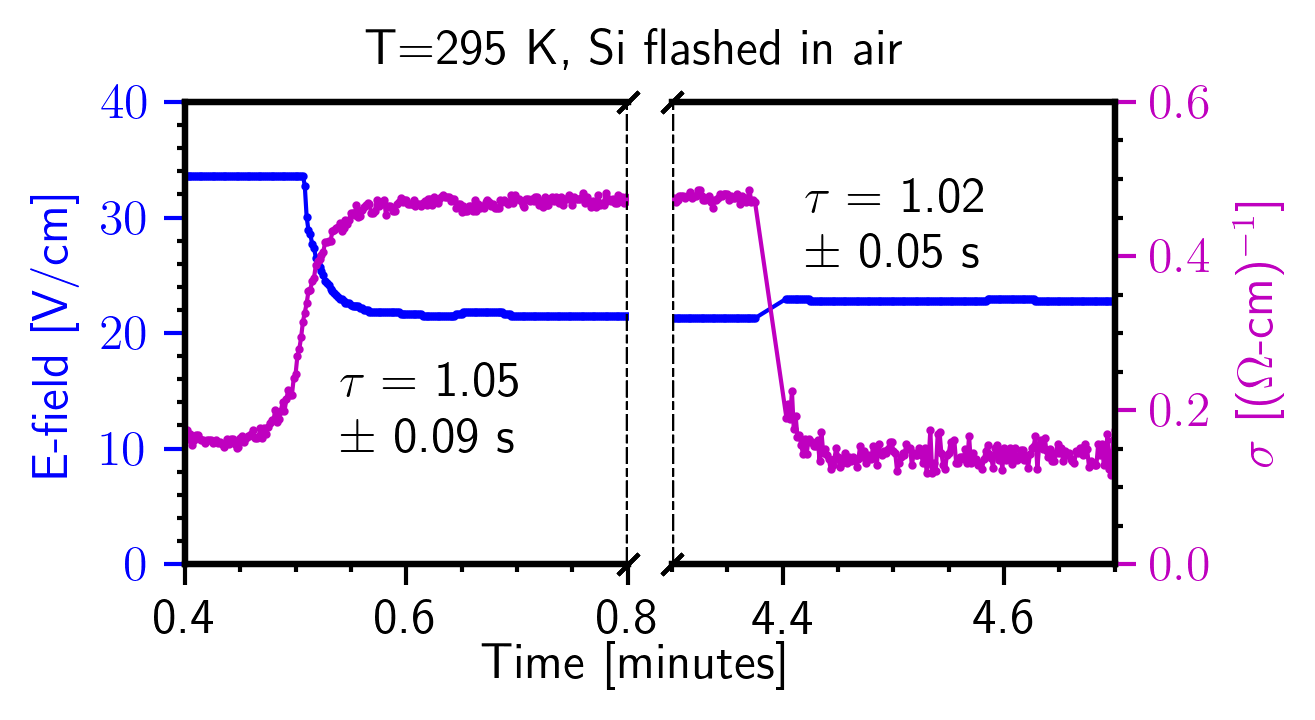 T=295 K, Si flashed in air
40
30
20
10
0
E-field [V/cm]
τ = 1.05
± 0.09 s
τ = 1.02
± 0.05 s
0.6
0.4
0.2
0.0
σ [(Ω-cm)⁻¹]
0.4 0.6 0.8 4.4 4.6
Time [minutes]